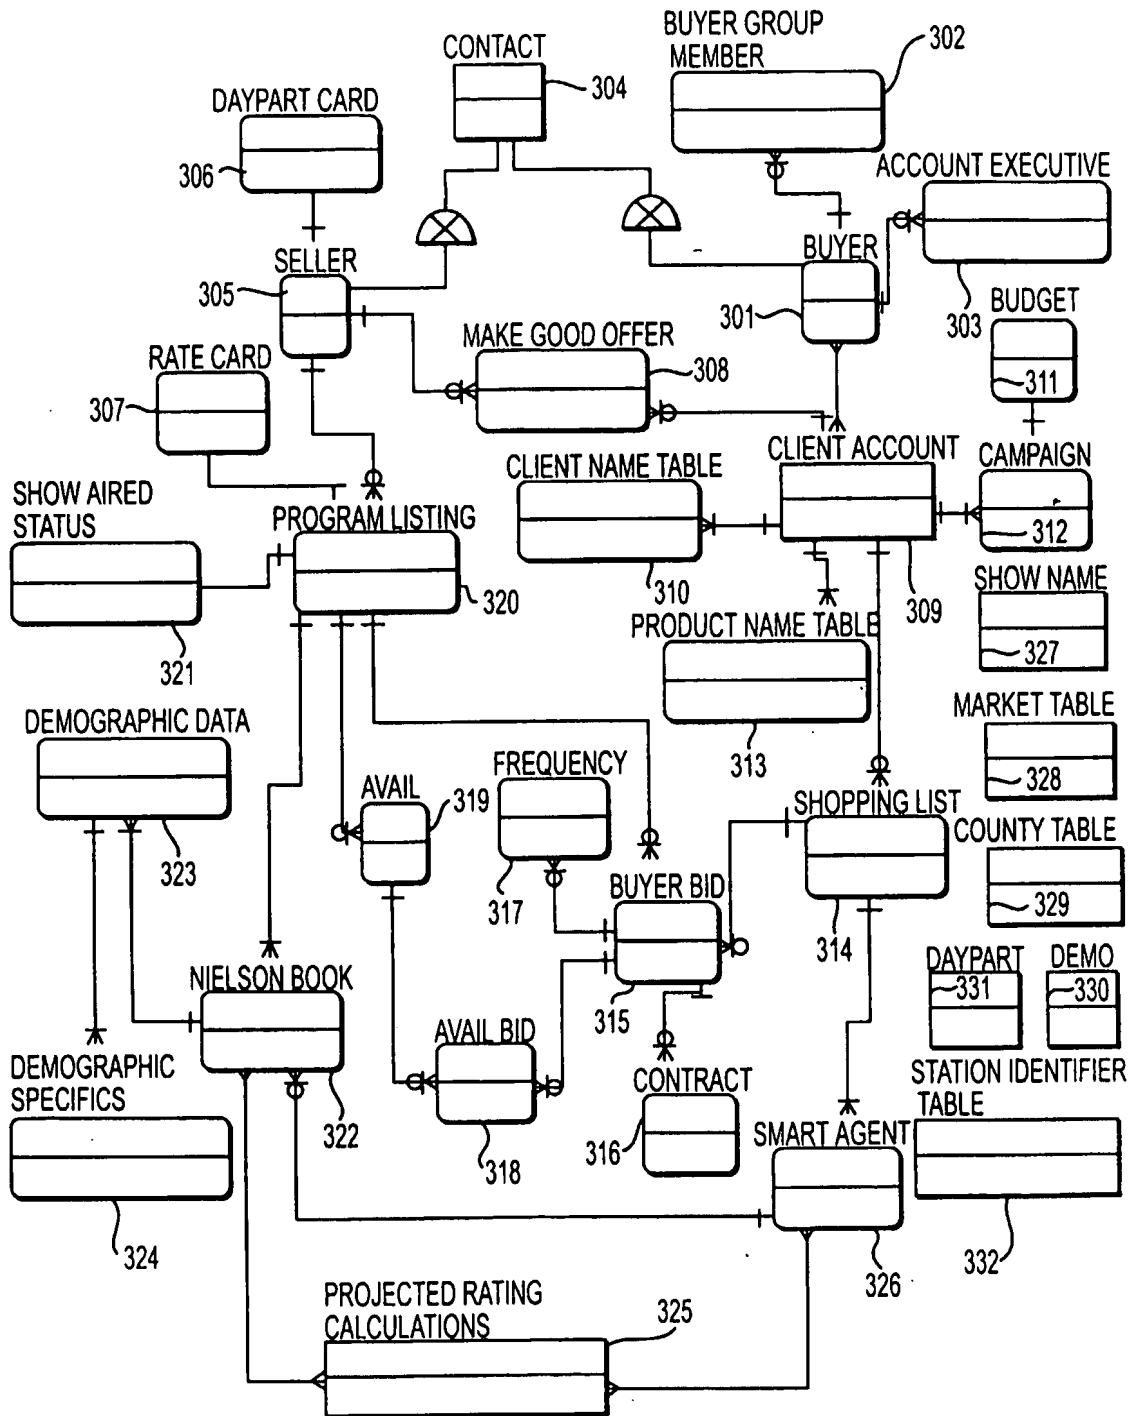 BUYER GROUP
MEMBER
302
CONTACT
304
DAYPART CARD
306
ACCOUNT EXECUTIVE
303
SELLER
305
BUYER
301
BUDGET
311
MAKE GOOD OFFER
308
RATE CARD
307
CLIENT ACCOUNT
309
CAMPAIGN
312
CLIENT NAME TABLE
310
SHOW AIRED
STATUS
321
PROGRAM LISTING
320
SHOW NAME
327
PRODUCT NAME TABLE
313
MARKET TABLE
328
DEMOGRAPHIC DATA
323
AVAIL
319
FREQUENCY
317
SHOPPING LIST
314
COUNTY TABLE
329
BUYER BID
315
DAYPART
331
DEMO
330
NIELSON BOOK
322
AVAIL BID
318
CONTRACT
316
DEMOGRAPHIC
SPECIFICS
324
SMART AGENT
326
STATION IDENTIFIER
TABLE
332
PROJECTED RATING
CALCULATIONS
325